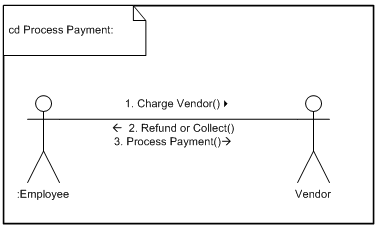 cd Process Payment:
1. Charge Vendor()
← 2. Refund or Collect()
3. Process Payment()→
:Employee
Vendor